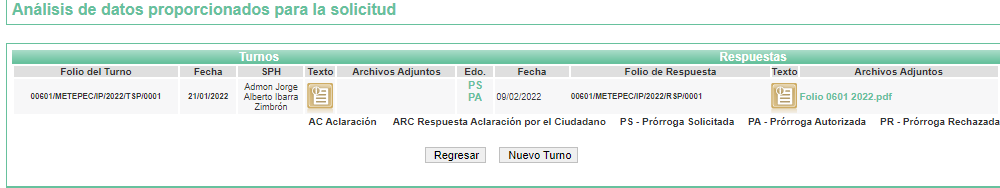 Análisis de datos proporcionados para la solicitud
Turnos Respuestas
Folio del Turno Fecha SPH Texto Archivos Adjuntos Edo. Fecha Folio de Respuesta Texto Archivos Adjuntos
00601/METEPEC/IP/2022/TSP/0001 21/01/2022 Admon Jorge Alberto Ibarra Zimbrón PS PA 09/02/2022 00601/METEPEC/IP/2022/RSP/0001 Folio 0601 2022.pdf
AC Aclaración ARC Respuesta Aclaración por el Ciudadano PS - Prórroga Solicitada PA - Prórroga Autorizada PR - Prórroga Rechazada
Regresar Nuevo Turno